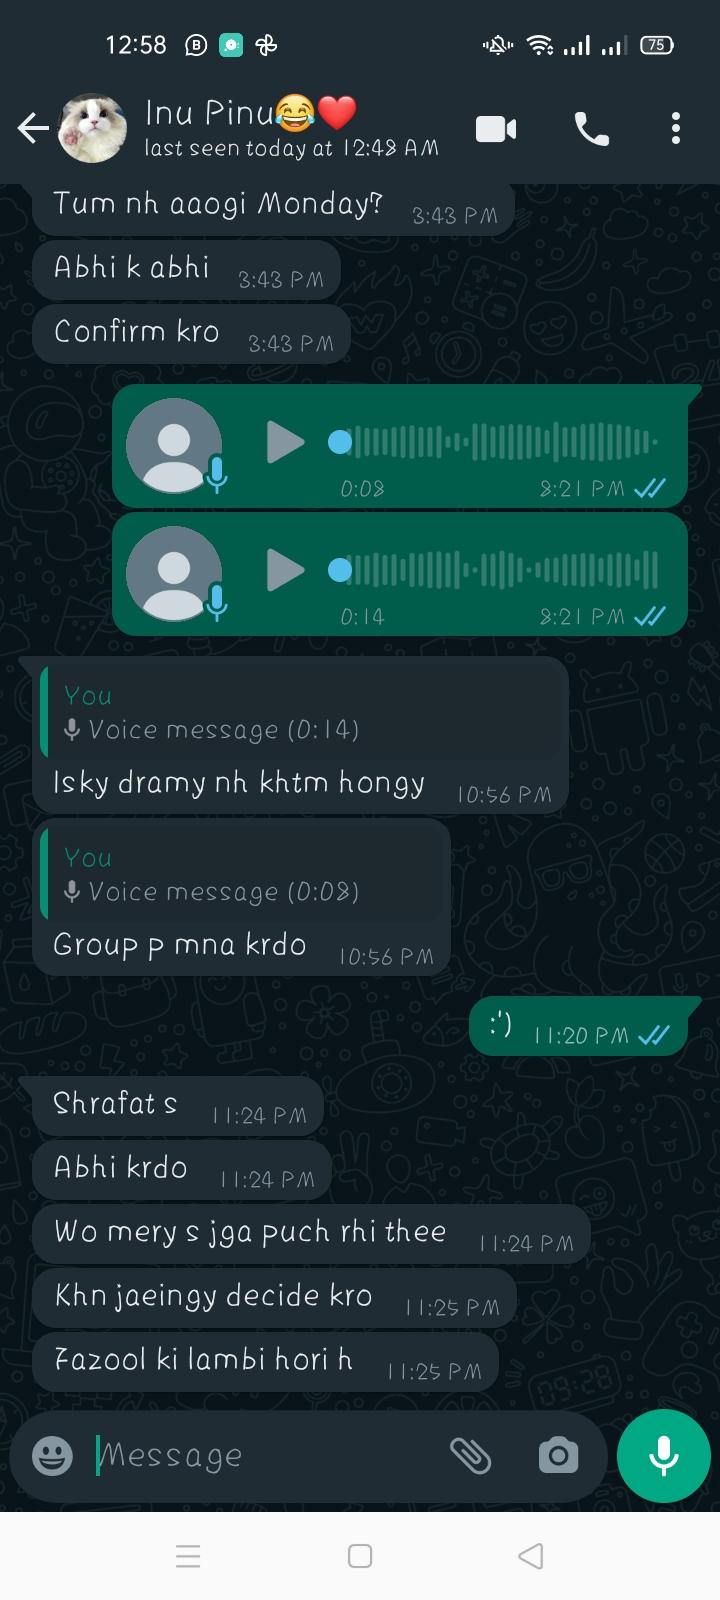 12:58 B 75
Inu Pinu😂❤️
last seen today at 12:48 AM
Tum nh aaogi Monday? 3:43 PM
Abhi k abhi 3:43 PM
Confirm kro 3:43 PM
0:08 8:21 PM
0:14 8:21 PM
You
Voice message (0:14)
Isky dramy nh khtm hongy 10:56 PM
You
Voice message (0:08)
Group p mna krdo 10:56 PM
:') 11:20 PM
Shrafat s 11:24 PM
Abhi krdo 11:24 PM
Wo mery s jga puch rhi thee 11:24 PM
Khn jaeingy decide kro 11:25 PM
Fazool ki lambi hori h 11:25 PM
Message